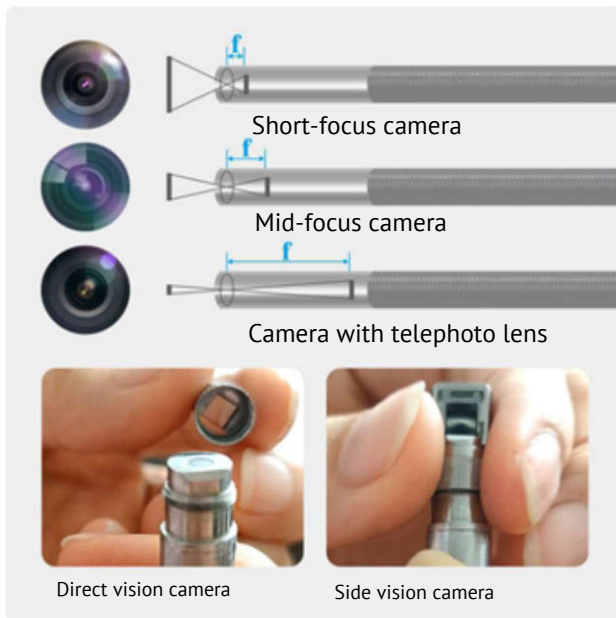 f
Short-focus camera
f
Mid-focus camera
f
Camera with telephoto lens
Direct vision camera
Side vision camera